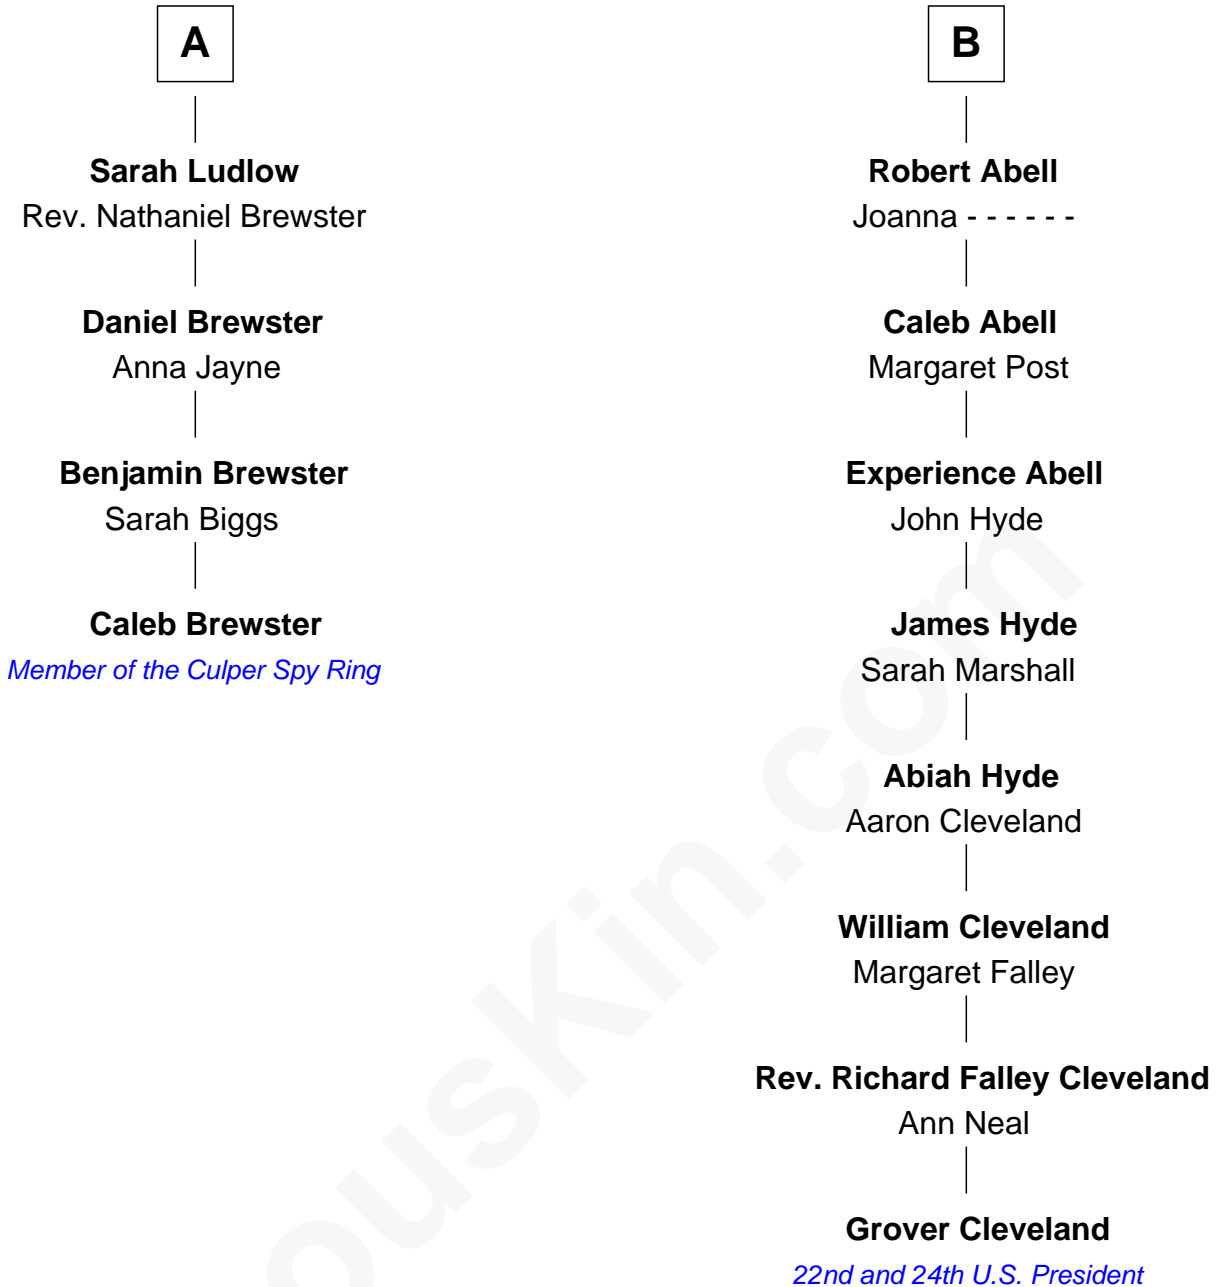 A
Sarah Ludlow
Rev. Nathaniel Brewster
Daniel Brewster
Anna Jayne
Benjamin Brewster
Sarah Biggs
Caleb Brewster
Member of the Culper Spy Ring
B
Robert Abell
Joanna - - - - - -
Caleb Abell
Margaret Post
Experience Abell
John Hyde
James Hyde
Sarah Marshall
Abiah Hyde
Aaron Cleveland
William Cleveland
Margaret Falley
Rev. Richard Falley Cleveland
Ann Neal
Grover Cleveland
22nd and 24th U.S. President
ousKin.com